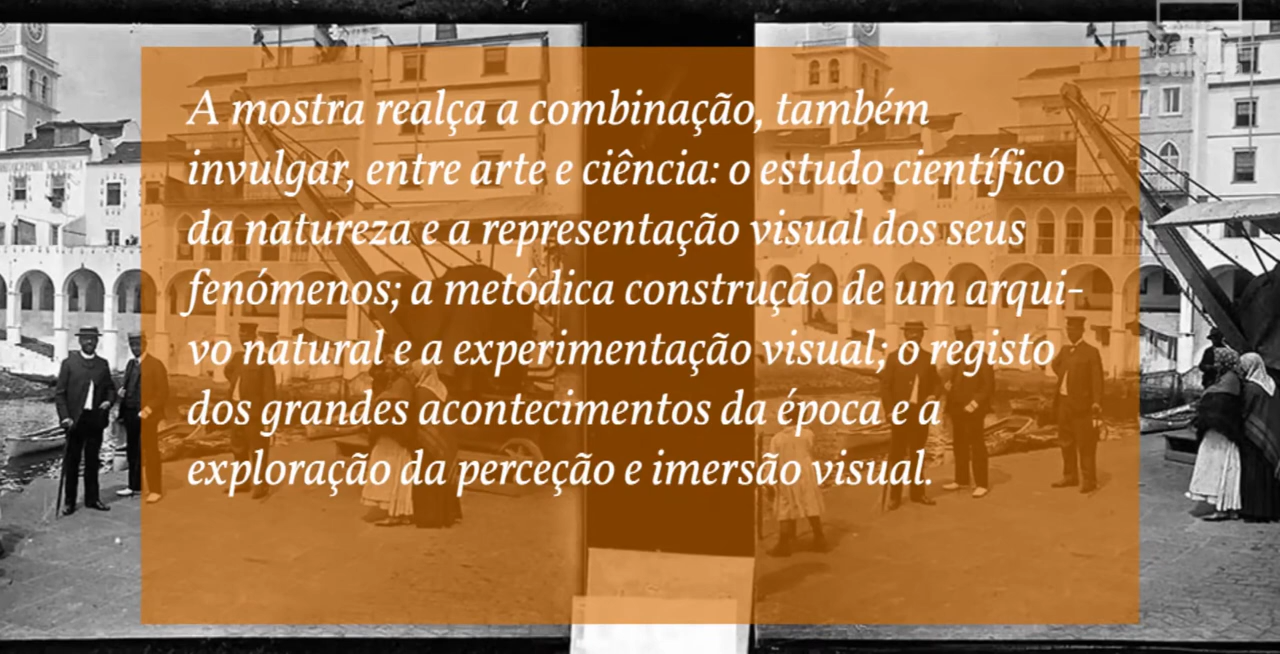 A mostra realça a combinação, também
invulgar, entre arte e ciência: o estudo científico
da natureza e a representação visual dos seus
fenómenos; a metódica construção de um arqui-
vo natural e a experimentação visual; o registo
dos grandes acontecimentos da época e a
exploração da perceção e imersão visual.